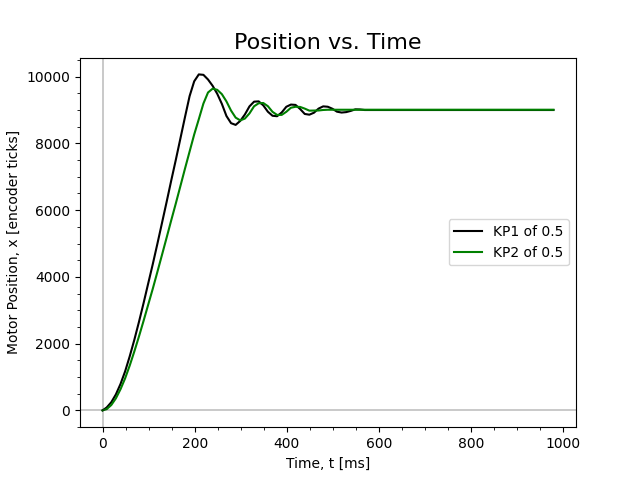 Position vs. Time
Motor Position, x [encoder ticks]
10000
8000
6000
4000
2000
0
KP1 of 0.5
KP2 of 0.5
0 200 400 600 800 1000
Time, t [ms]